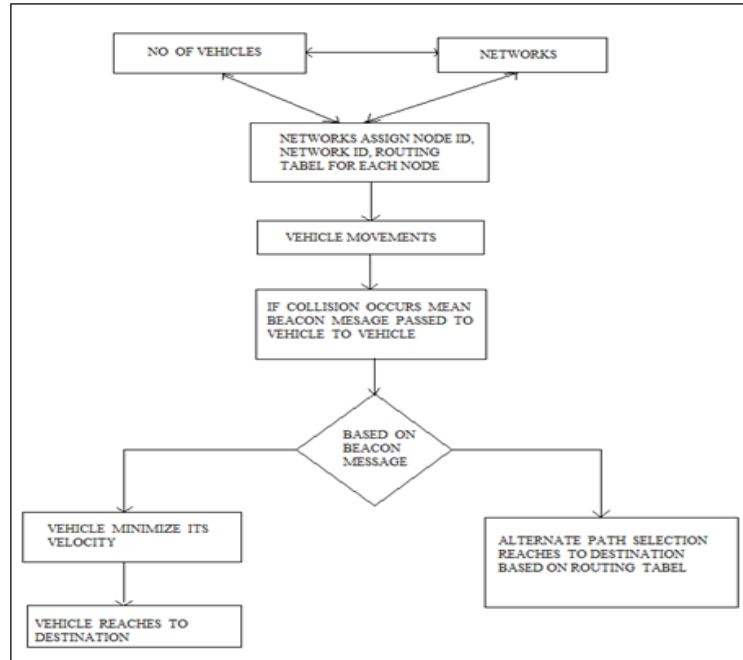 NO OF VEHICLES
NETWORKS
NETWORKS ASSIGN NODE ID,
NETWORK ID, ROUTING
TABEL FOR EACH NODE
VEHICLE MOVEMENTS
IF COLLISION OCCURS MEAN
BEACON MESAGE PASSED TO
VEHICLE TO VEHICLE
BASED ON
BEACON
MESSAGE
VEHICLE MINIMIZE ITS
VELOCITY
ALTERNATE PATH SELECTION
REACHES TO DESTINATION
BASED ON ROUTING TABEL
VEHICLE REACHES TO
DESTINATION